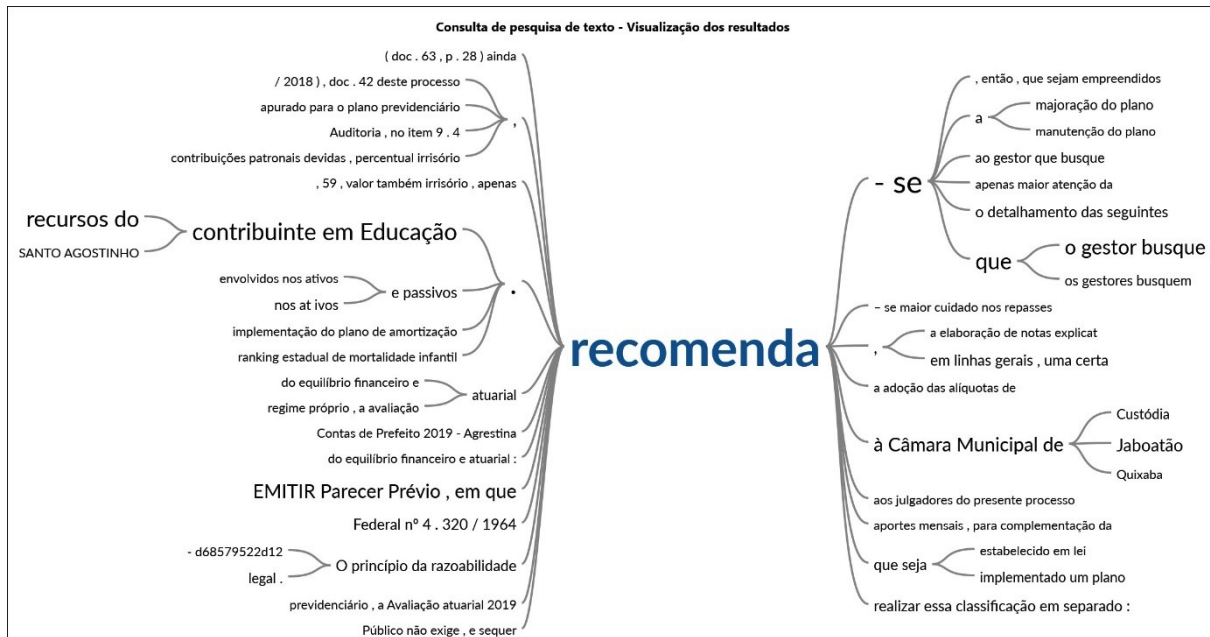 Consulta de pesquisa de texto - Visualização dos resultados
( doc . 63 , p . 28 ) ainda
/ 2018 ) , doc . 42 deste processo
apurado para o plano previdenciário
Auditoria , no item 9 . 4
contribuições patronais devidas , percentual irrisório
,
, 59 , valor também irrisório , apenas
recursos do
SANTO AGOSTINHO
contribuinte em Educação
envolvidos nos ativos
nos at ivos
e passivos
implementação do plano de amortização
ranking estadual de mortalidade infantil
.
do equilíbrio financeiro e
regime próprio , a avaliação
atuarial
Contas de Prefeito 2019 - Agrestina
do equilíbrio financeiro e atuarial :
EMITIR Parecer Prévio , em que
Federal nº 4 . 320 / 1964
- d68579522d12
legal .
O princípio da razoabilidade
previdenciário , a Avaliação atuarial 2019
Público não exige , e sequer
recomenda
- se
, então , que sejam empreendidos
a
majoração do plano
manutenção do plano
ao gestor que busque
apenas maior atenção da
o detalhamento das seguintes
que
o gestor busque
os gestores busquem
– se maior cuidado nos repasses
,
a elaboração de notas explicat
em linhas gerais , uma certa
a adoção das alíquotas de
à Câmara Municipal de
Custódia
Jaboatão
Quixaba
aos julgadores do presente processo
aportes mensais , para complementação da
que seja
estabelecido em lei
implementado um plano
realizar essa classificação em separado :